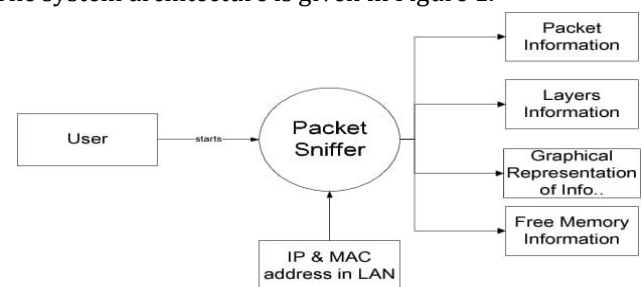 The system architecture is given in Figure 1.
Packet
Information
Layers
Information
User
starts
Packet
Sniffer
Graphical
Representation
of Info..
Free Memory
Information
IP & MAC
address in LAN